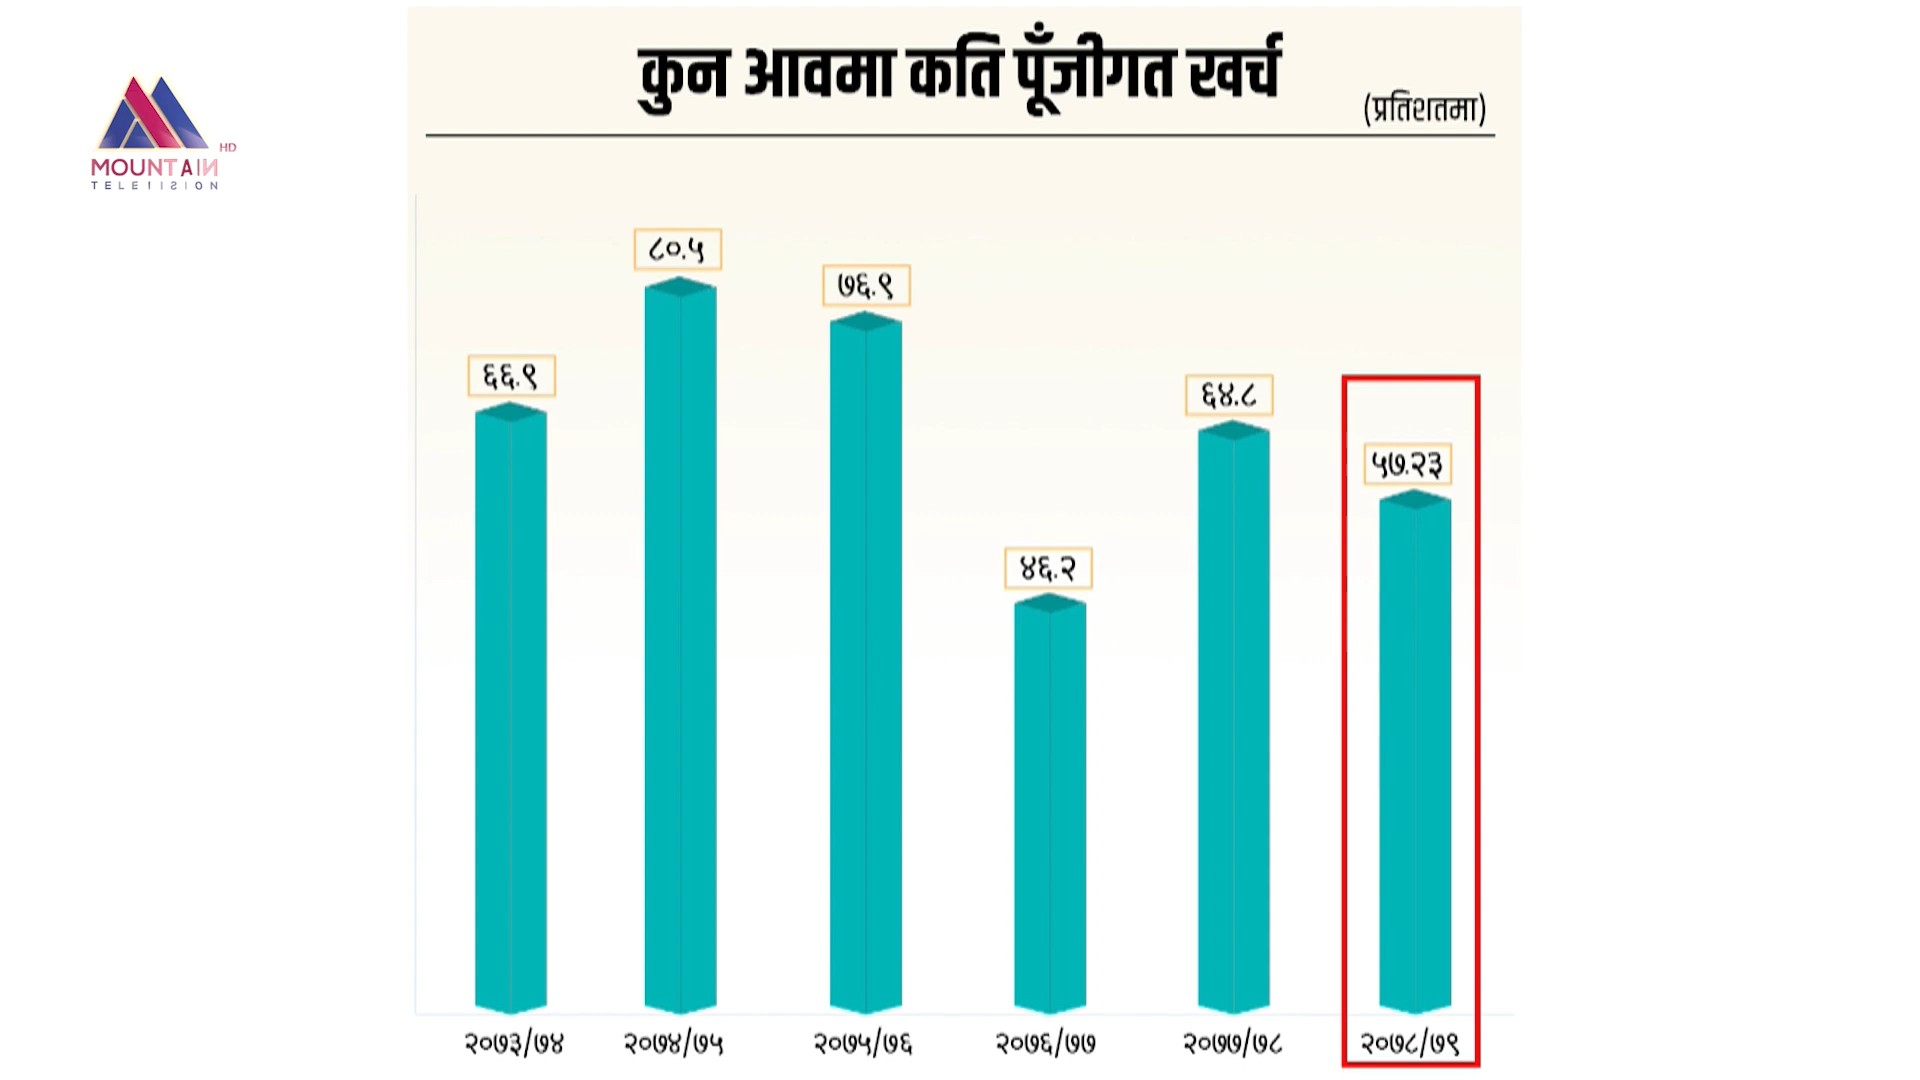 कुन आवमा कति पूँजीगत खर्च
(प्रतिशतमा)
HD
MOUNTAIN
TELEVISION
८०.५
७६.९
६६.९
६४.८
५७.२३
४६.२
२०७३/७४ २०७४/७५ २०७५/७६ २०७६/७७ २०७७/७८ २०७८/७९